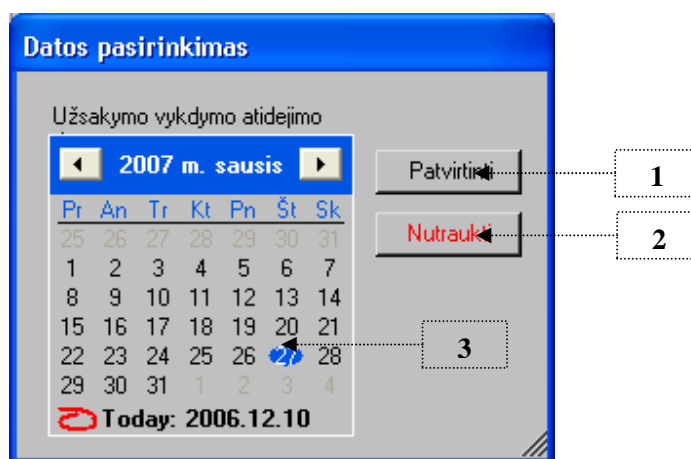 Datos pasirinkimas
Užsakymo vykdymo atidejimo
2007 m. sausis
Patvirtinti
1
Pr An Tr Kt Pn Št Sk
Nutraukti
2
25 26 27 28 29 30 31
1 2 3 4 5 6 7
8 9 10 11 12 13 14
15 16 17 18 19 20 21
22 23 24 25 26 27 28
3
29 30 31 1 2 3 4
Today: 2006.12.10